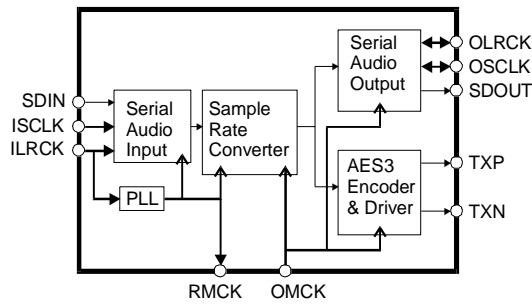 SDIN
ISCLK
ILRCK
Serial
Audio
Input
PLL
Sample
Rate
Converter
Serial
Audio
Output
AES3
Encoder
& Driver
OLRCK
OSCLK
SDOUT
TXP
TXN
RMCK
OMCK